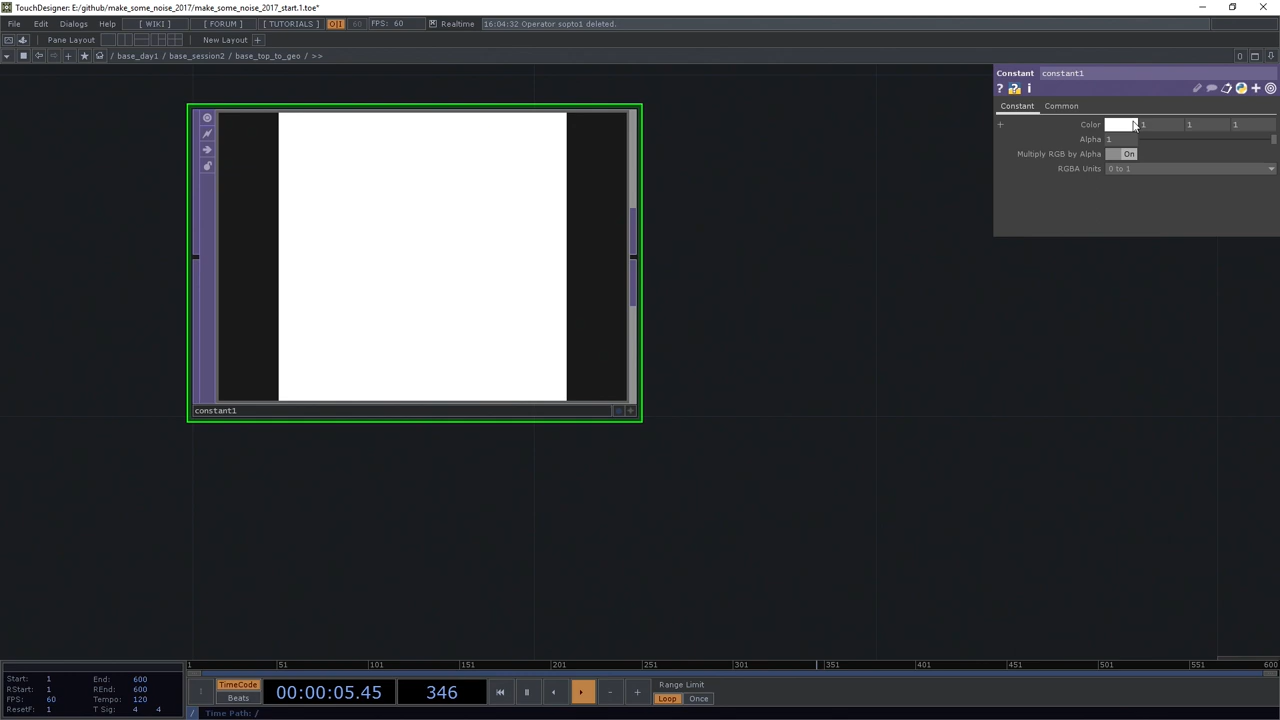 TouchDesigner: E:/github/make_some_noise_2017/make_some_noise_2017_start.1.toe*
File Edit Dialogs Help [ WIKI ] [ FORUM ] [ TUTORIALS ] O|I 60 FPS: 60 Realtime 16:04:32 Operator sopto1 deleted.
Pane Layout New Layout +
/ base_day1 / base_session2 / base_top_to_geo / >> 0
Constant constant1
? ? i
Constant Common
+ Color 1 1 1
Alpha 1
Multiply RGB by Alpha On
RGBA Units 0 to 1
constant1
1 51 101 151 201 251 301 351 401 451 501 551 600
Start: 1 End: 600
RStart: 1 REnd: 600
FPS: 60 Tempo: 120
ResetF: 1 T Sig: 4 4
TimeCode
Beats
00:00:05.45 346
- +
Range Limit
Loop Once
/ Time Path: /